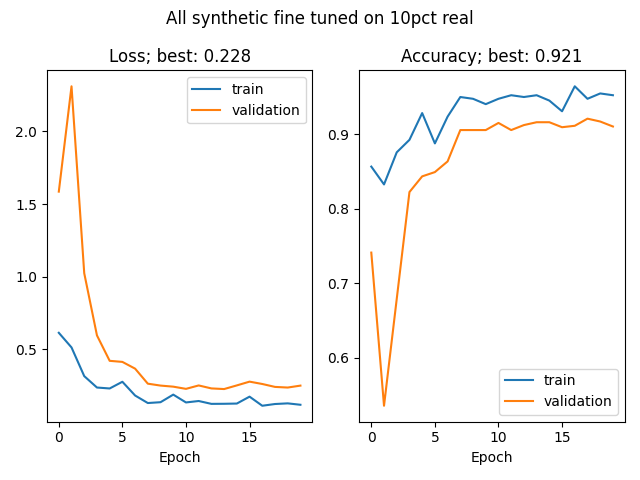 All synthetic fine tuned on 10pct real
Loss; best: 0.228
train
validation
2.0
1.5
1.0
0.5
0 5 10 15
Epoch
Accuracy; best: 0.921
0.9
0.8
0.7
0.6
train
validation
0 5 10 15
Epoch